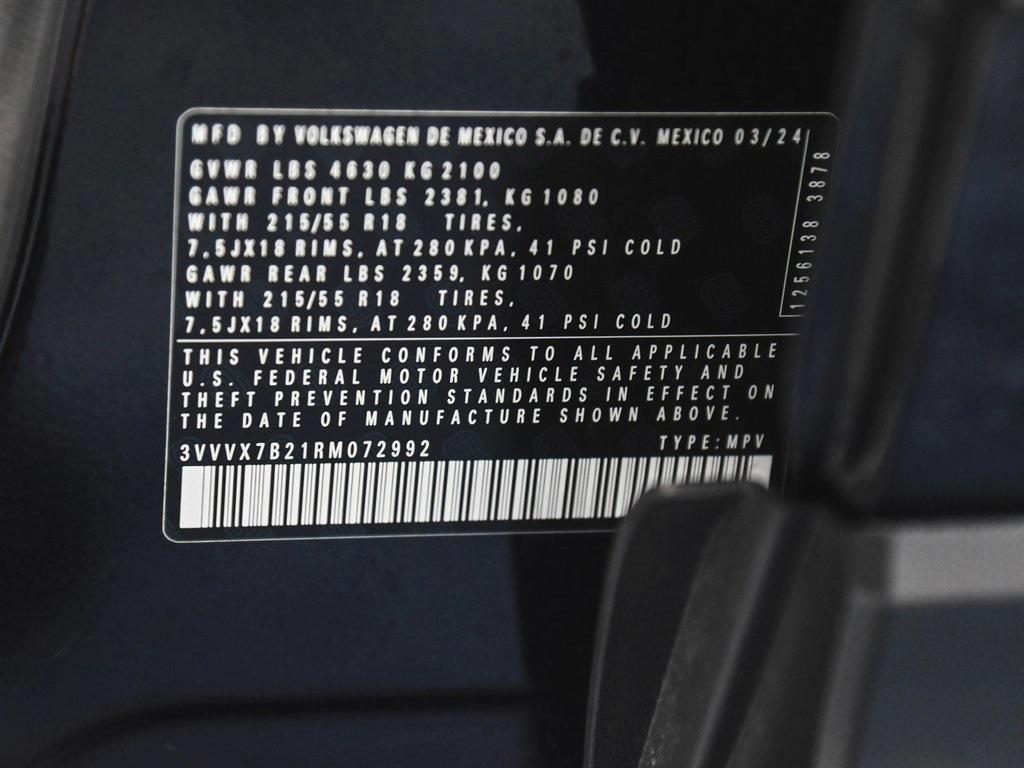 MFD BY VOLKSWAGEN DE MEXICO S.A. DE C.V. MEXICO 03/24
GVWR LBS 4630 KG 2100
GAWR FRONT LBS 2381, KG 1080
WITH 215/55 R18 TIRES,
7,5JX18 RIMS, AT 280 KPA, 41 PSI COLD
GAWR REAR LBS 2359, KG 1070
WITH 215/55 R18 TIRES,
7,5JX18 RIMS, AT 280 KPA, 41 PSI COLD
1256138 3878
THIS VEHICLE CONFORMS TO ALL APPLICABLE
U.S. FEDERAL MOTOR VEHICLE SAFETY AND
THEFT PREVENTION STANDARDS IN EFFECT ON
THE DATE OF MANUFACTURE SHOWN ABOVE.
3VVVX7B21RM072992 TYPE: MPV